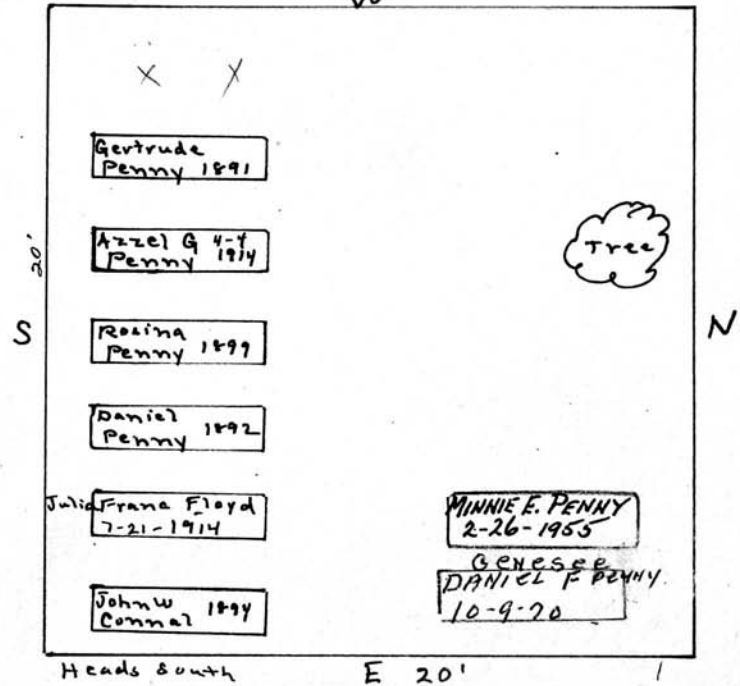 W
X X
Gertrude
Penny 1891
Azzel G 4-4
Penny 1914
Tree
20'
S
N
Rosina
Penny 1899
Daniel
Penny 1892
Julia Frana Floyd
7-21-1914
MINNIE E. PENNY
2-26-1955
GENESEE
DANIEL F PENNY
10-9-70
John W 1894
Connal
Heads South E 20'